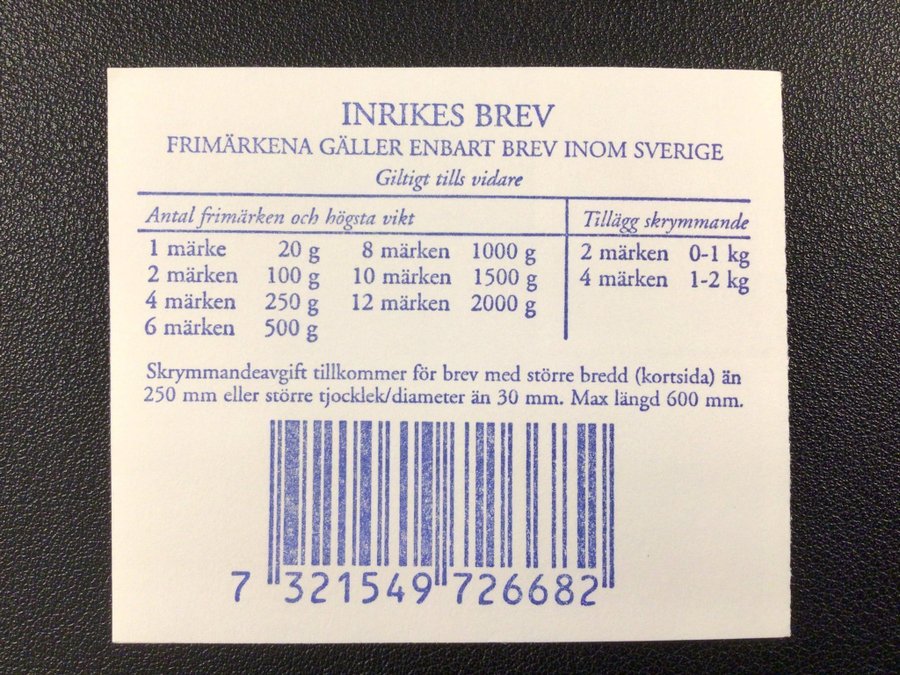 INRIKES BREV
FRIMÄRKENA GÄLLER ENBART BREV INOM SVERIGE
Giltigt tills vidare
Antal frimärken och högsta vikt Tillägg skrymmande
1 märke 20 g 8 märken 1000 g 2 märken 0-1 kg
2 märken 100 g 10 märken 1500 g 4 märken 1-2 kg
4 märken 250 g 12 märken 2000 g
6 märken 500 g
Skrymmandeavgift tillkommer för brev med större bredd (kortsida) än
250 mm eller större tjocklek/diameter än 30 mm. Max längd 600 mm.
7 321549 726682